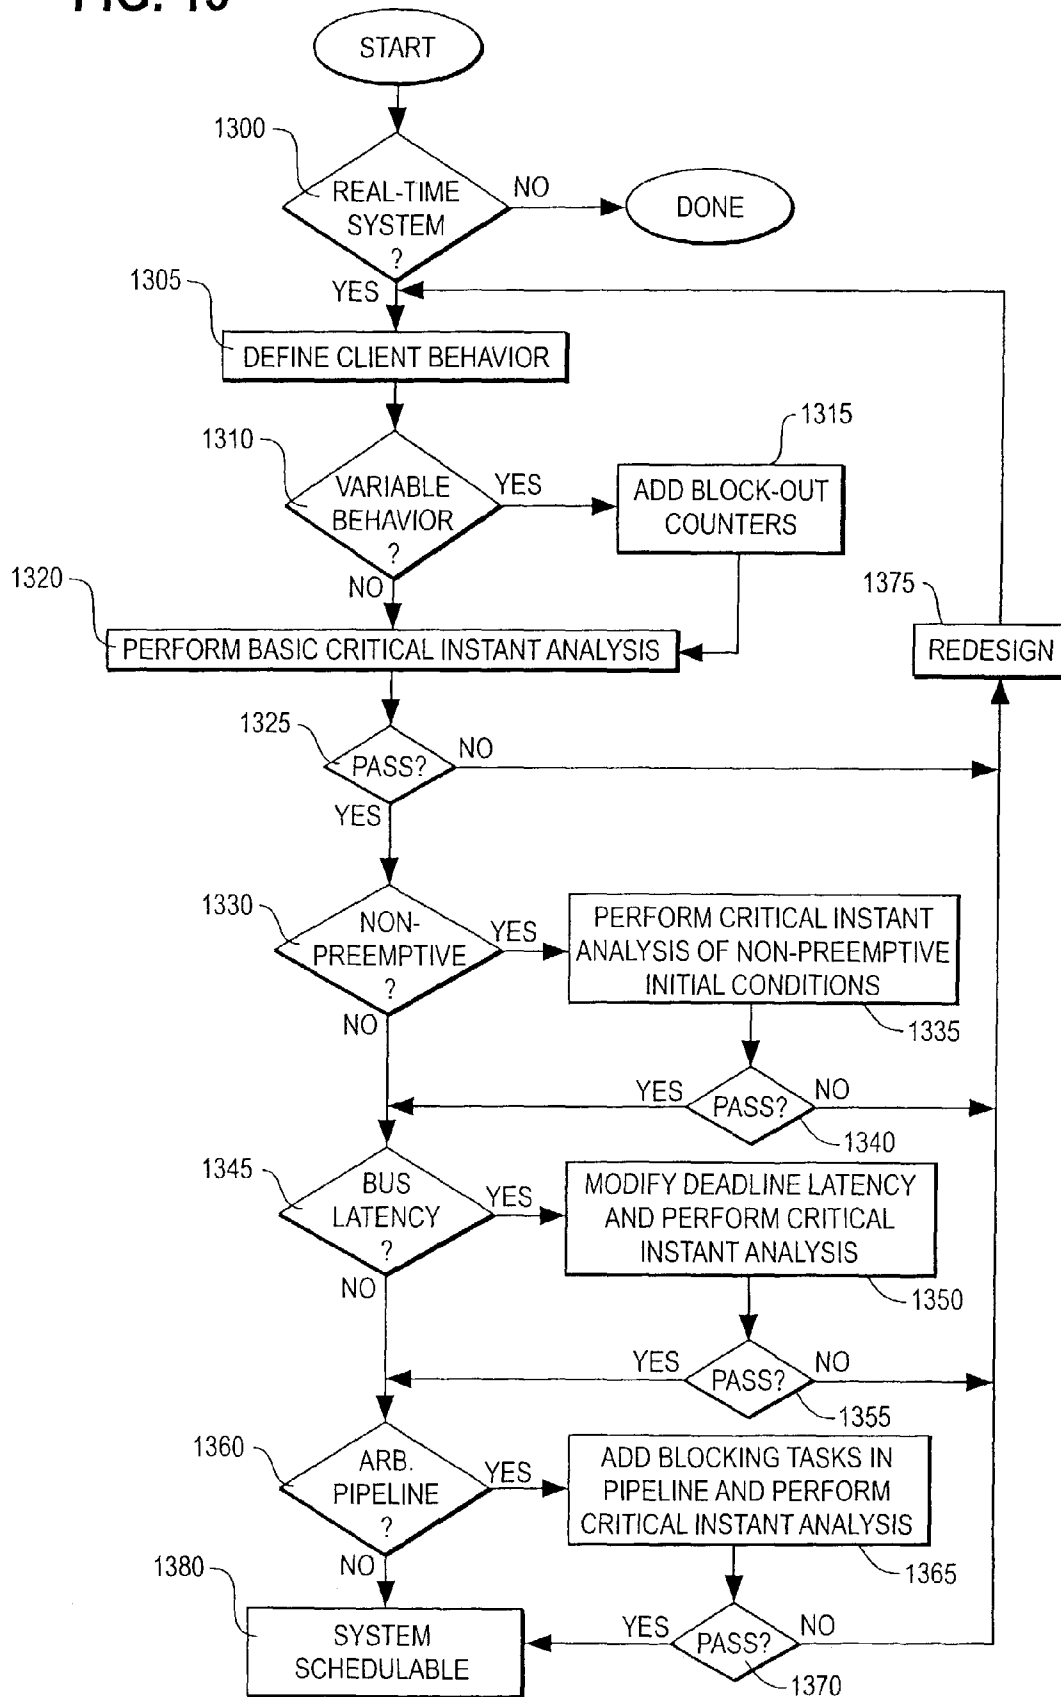 START
1300
REAL-TIME
SYSTEM
?
NO
DONE
YES
1305
DEFINE CLIENT BEHAVIOR
1310
VARIABLE
BEHAVIOR
?
YES
1315
ADD BLOCK-OUT
COUNTERS
NO
1320
PERFORM BASIC CRITICAL INSTANT ANALYSIS
1375
REDESIGN
1325
PASS?
NO
YES
1330
NON-
PREEMPTIVE
?
YES
PERFORM CRITICAL INSTANT
ANALYSIS OF NON-PREEMPTIVE
INITIAL CONDITIONS
1335
NO
YES
PASS?
NO
1340
1345
BUS
LATENCY
?
YES
MODIFY DEADLINE LATENCY
AND PERFORM CRITICAL
INSTANT ANALYSIS
1350
NO
YES
PASS?
NO
1355
1360
ARB.
PIPELINE
?
YES
ADD BLOCKING TASKS IN
PIPELINE AND PERFORM
CRITICAL INSTANT ANALYSIS
1365
NO
1380
SYSTEM
SCHEDULABLE
YES
PASS?
NO
1370